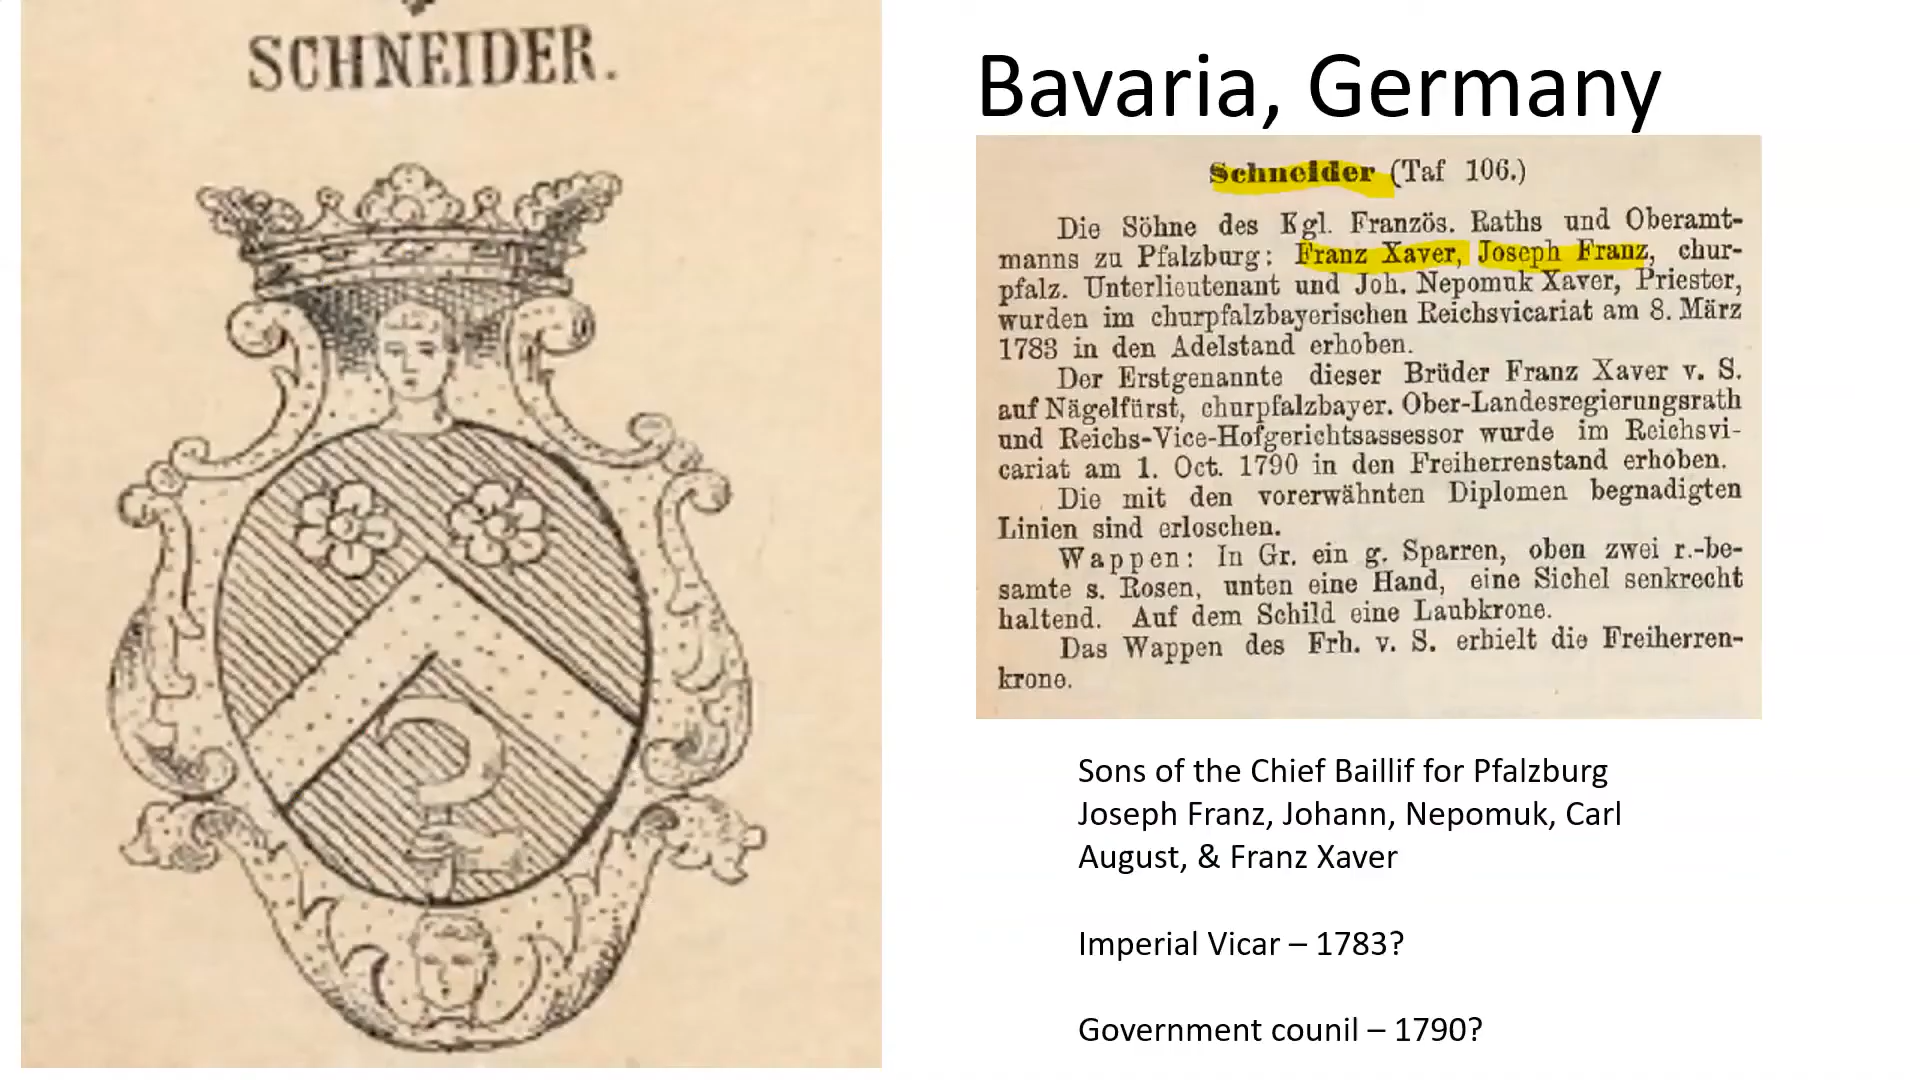 SCHNEIDER.
Bavaria, Germany
Schneider (Taf 106.)
Die Söhne des Kgl. Französ. Raths und Oberamt-
manns zu Pfalzburg: Franz Xaver, Joseph Franz, chur-
pfalz. Unterlieutenant und Joh. Nepomuk Xaver, Priester,
wurden im churpfalzbayerischen Reichsvicariat am 8. März
1783 in den Adelstand erhoben.
Der Erstgenannte dieser Brüder Franz Xaver v. S.
auf Nägelfürst, churpfalzbayer. Ober-Landesregierungsrath
und Reichs-Vice-Hofgerichtsassessor wurde im Reichsvi-
cariat am 1. Oct. 1790 in den Freiherrenstand erhoben.
Die mit den vorerwähnten Diplomen begnadigten
Linien sind erloschen.
Wappen: In Gr. ein g. Sparren, oben zwei r.-be-
samte s. Rosen, unten eine Hand, eine Sichel senkrecht
haltend. Auf dem Schild eine Laubkrone.
Das Wappen des Frh. v. S. erhielt die Freiherren-
krone.
Sons of the Chief Baillif for Pfalzburg
Joseph Franz, Johann, Nepomuk, Carl
August, & Franz Xaver
Imperial Vicar – 1783?
Government counil – 1790?